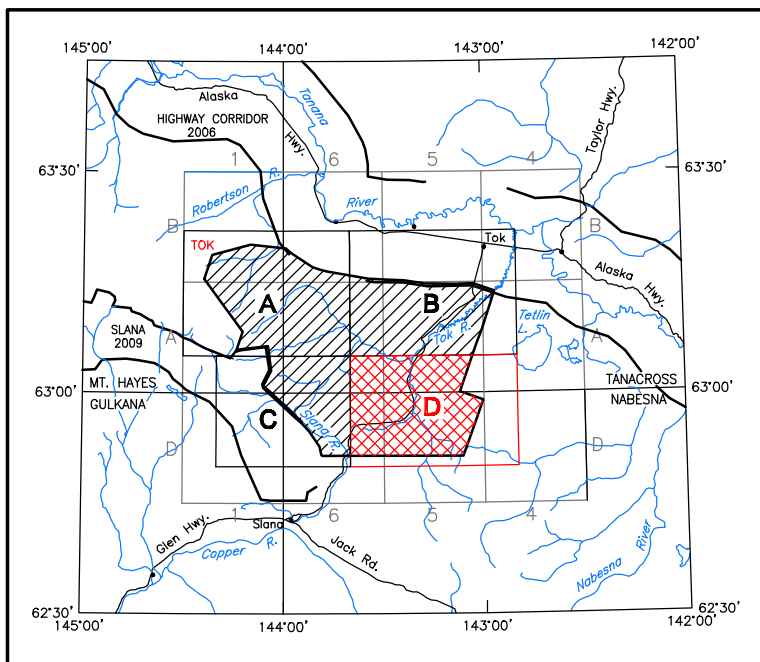 145°00'
144°00'
143°00'
142°00'
Alaska
Tanana
Hwy.
HIGHWAY CORRIDOR
2006
Taylor Hwy.
63°30'
63°30'
1
6
5
4
Robertson R.
River
B
B
TOK
Tok
Alaska Hwy.
A
B
Tetlin L.
Tok R.
SLANA
2009
A
A
63°00'
63°00'
MT. HAYES
GULKANA
TANACROSS
NABESNA
C
D
Slana R.
D
D
1
6
5
4
Glen Hwy.
Slana
Copper R.
Jack Rd.
Nabesna River
62°30'
62°30'
145°00'
144°00'
143°00'
142°00'